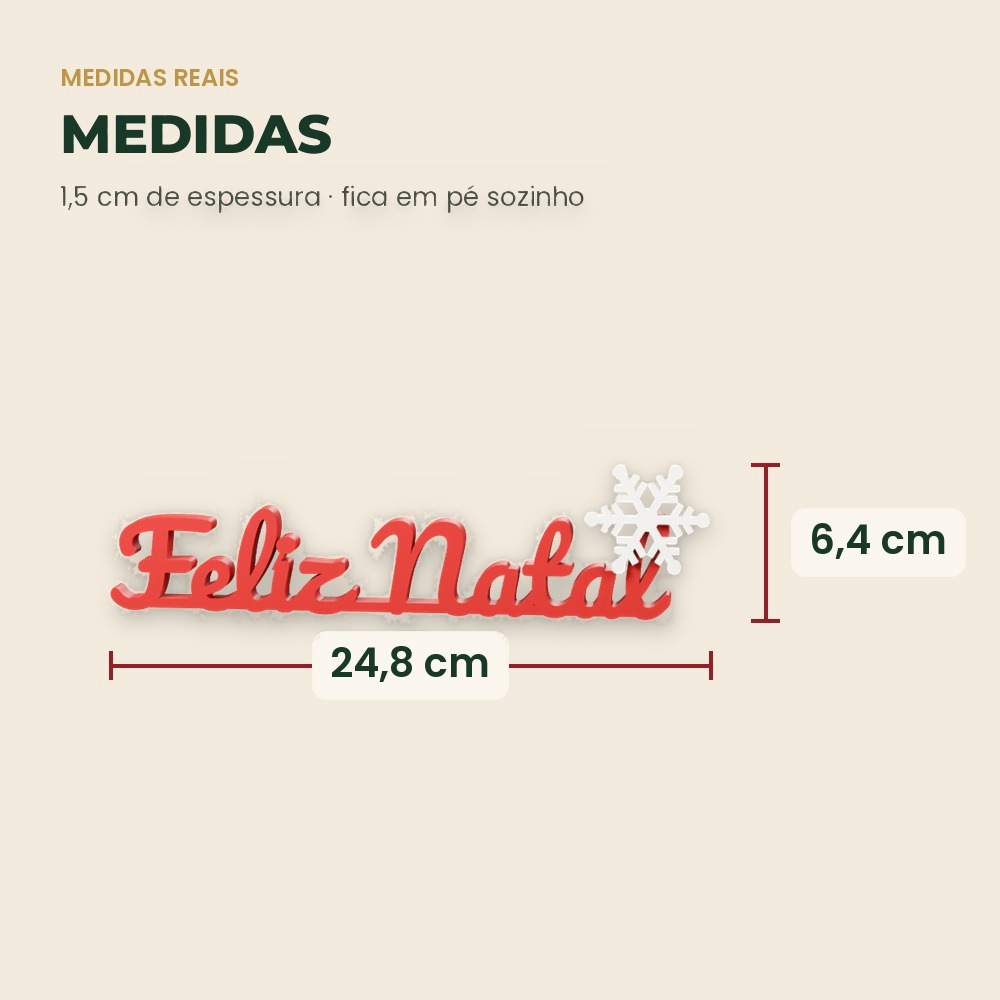 MEDIDAS REAIS
MEDIDAS
1,5 cm de espessura · fica em pé sozinho
Feliz Natal
6,4 cm
24,8 cm